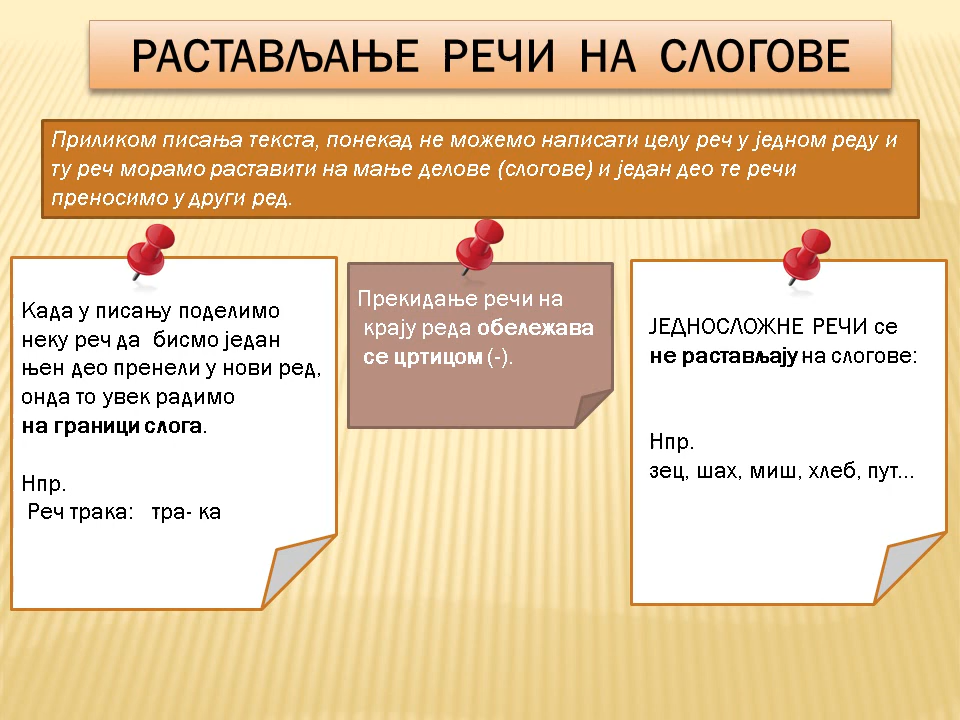 РАСТАВЉАЊЕ РЕЧИ НА СЛОГОВЕ
Приликом писања текста, понекад не можемо написати целу реч у једном реду и
ту реч морамо раставити на мање делове (слогове) и један део те речи
преносимо у други ред.
Када у писању поделимо
неку реч да бисмо један
њен део пренели у нови ред,
онда то увек радимо
на граници слога.
Нпр.
Реч трака: тра- ка
Прекидање речи на
крају реда обележава
се цртицом (-).
ЈЕДНОСЛОЖНЕ РЕЧИ се
не растављају на слогове:
Нпр.
зец, шах, миш, хлеб, пут...